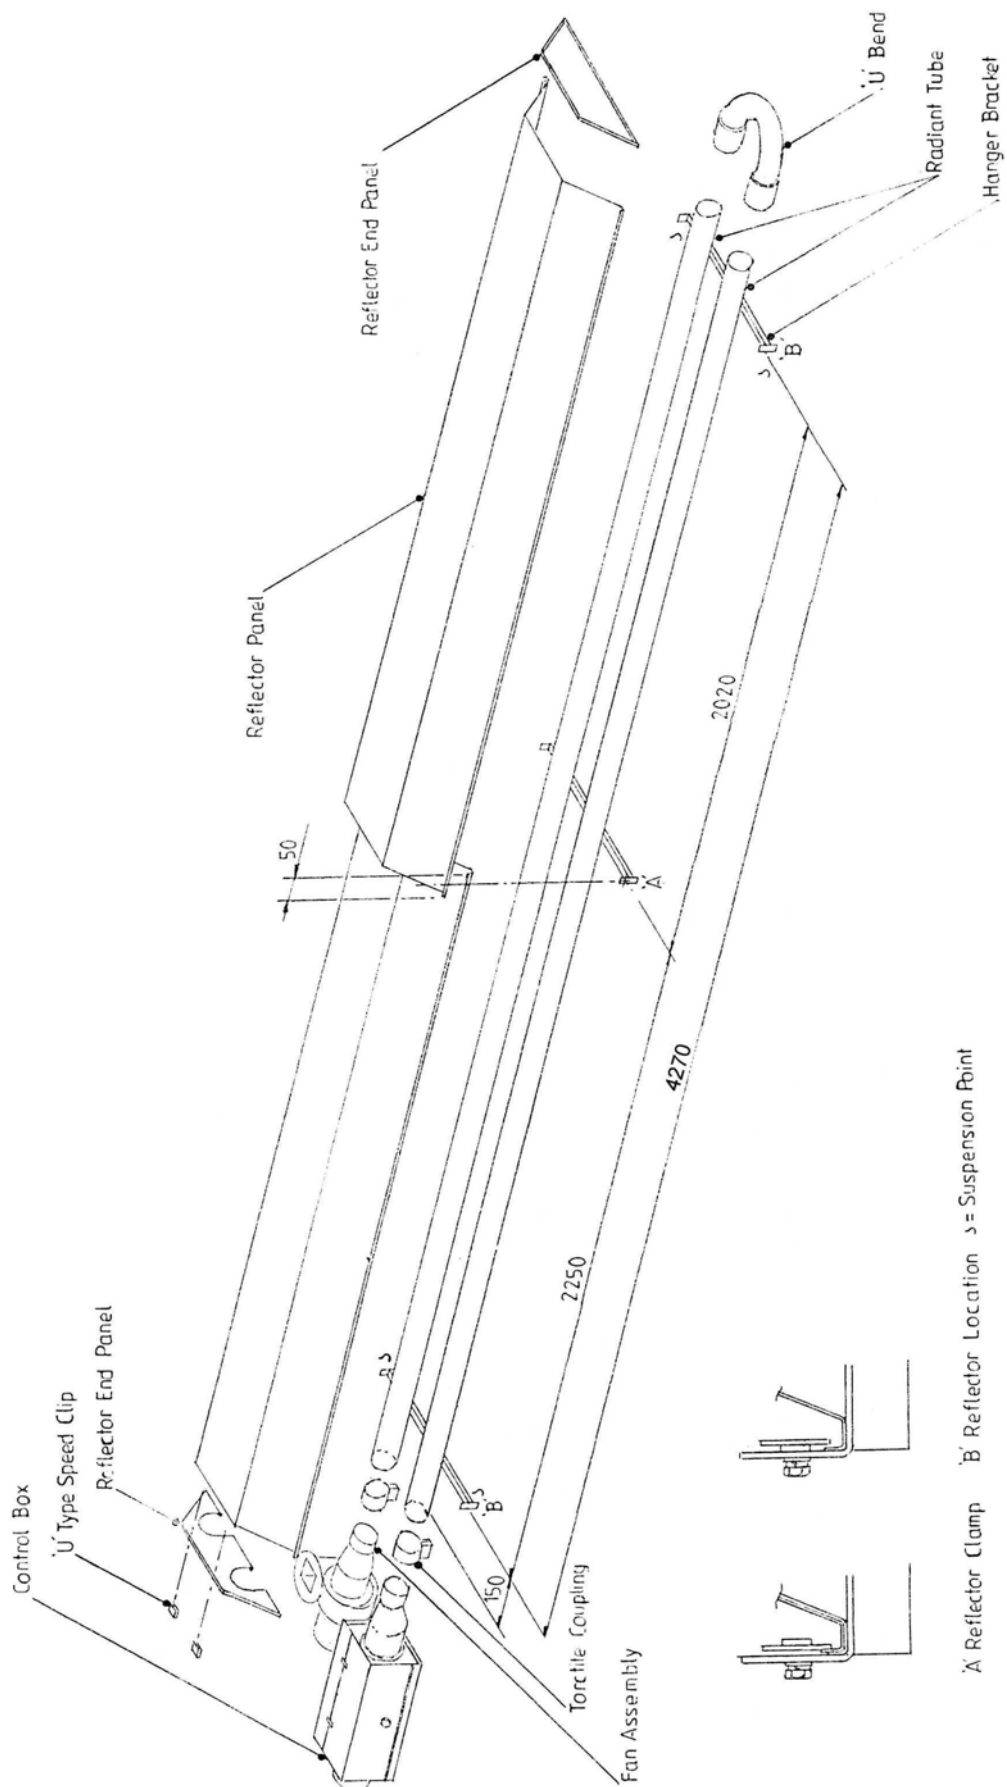 Control Box
'U' Type Speed Clip
Reflector End Panel
50
Reflector Panel
Reflector End Panel
'U' Bend
Radiant Tube
Hanger Bracket
S
S
'B'
2020
'A'
4270
2250
S
S
'B'
150
Torctite Coupling
Fan Assembly
'A' Reflector Clamp
'B' Reflector Location
S = Suspension Point